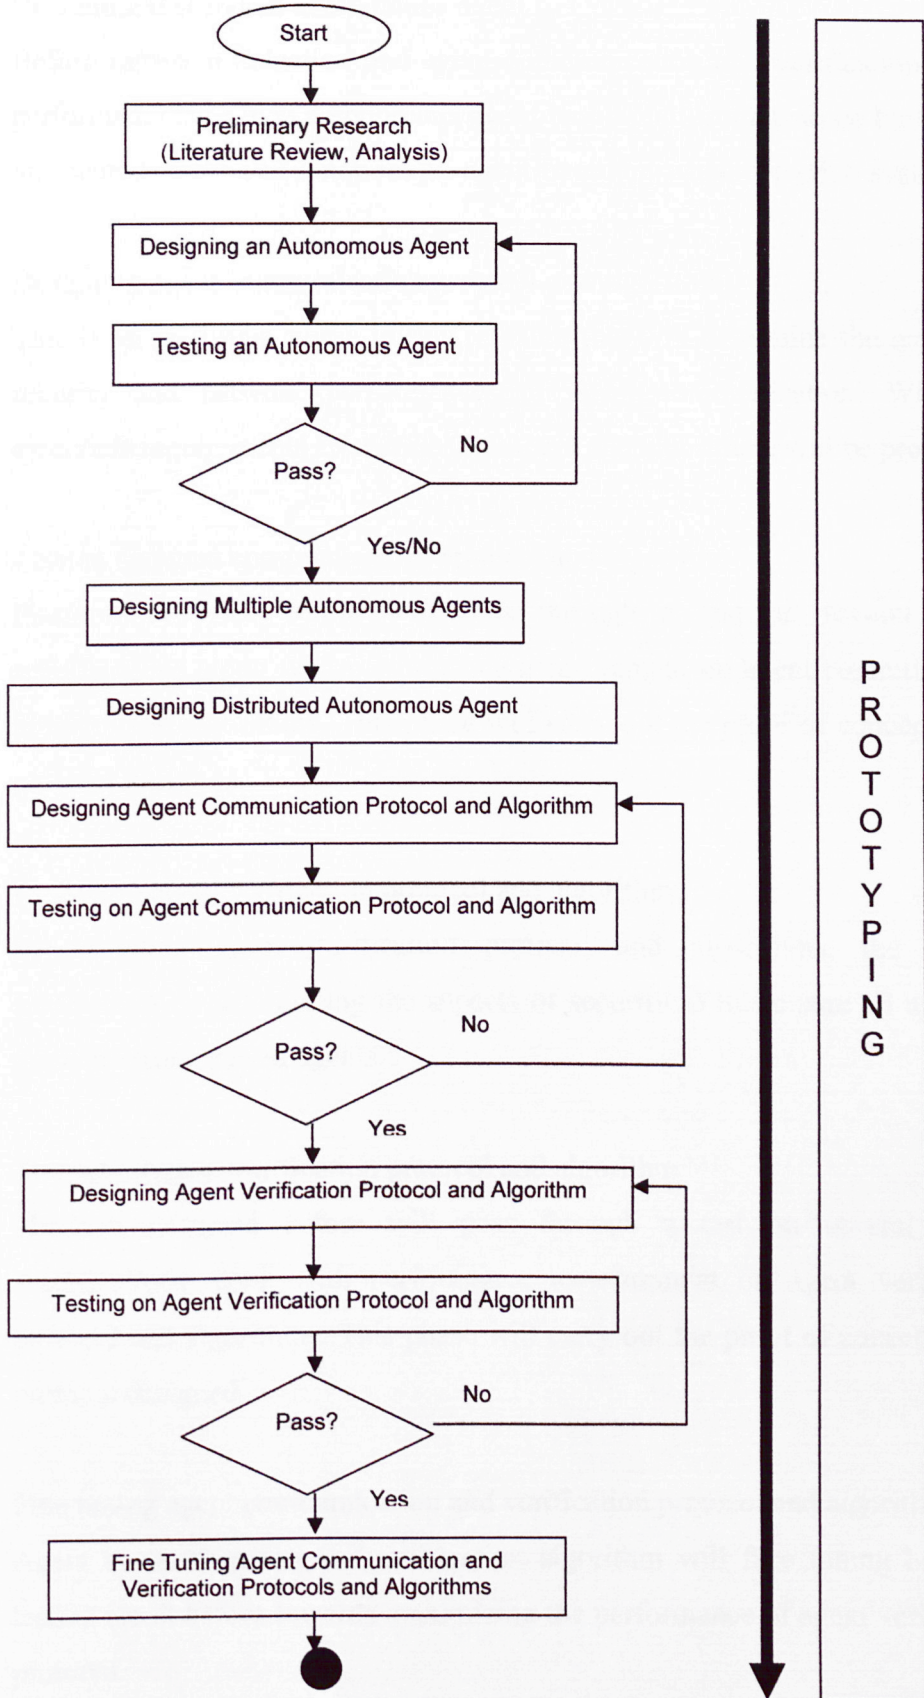 Start
Preliminary Research
(Literature Review, Analysis)
Designing an Autonomous Agent
Testing an Autonomous Agent
Pass?
No
Yes/No
Designing Multiple Autonomous Agents
Designing Distributed Autonomous Agent
Designing Agent Communication Protocol and Algorithm
Testing on Agent Communication Protocol and Algorithm
Pass?
No
Yes
Designing Agent Verification Protocol and Algorithm
Testing on Agent Verification Protocol and Algorithm
Pass?
No
Yes
Fine Tuning Agent Communication and
Verification Protocols and Algorithms
PROTOTYPING